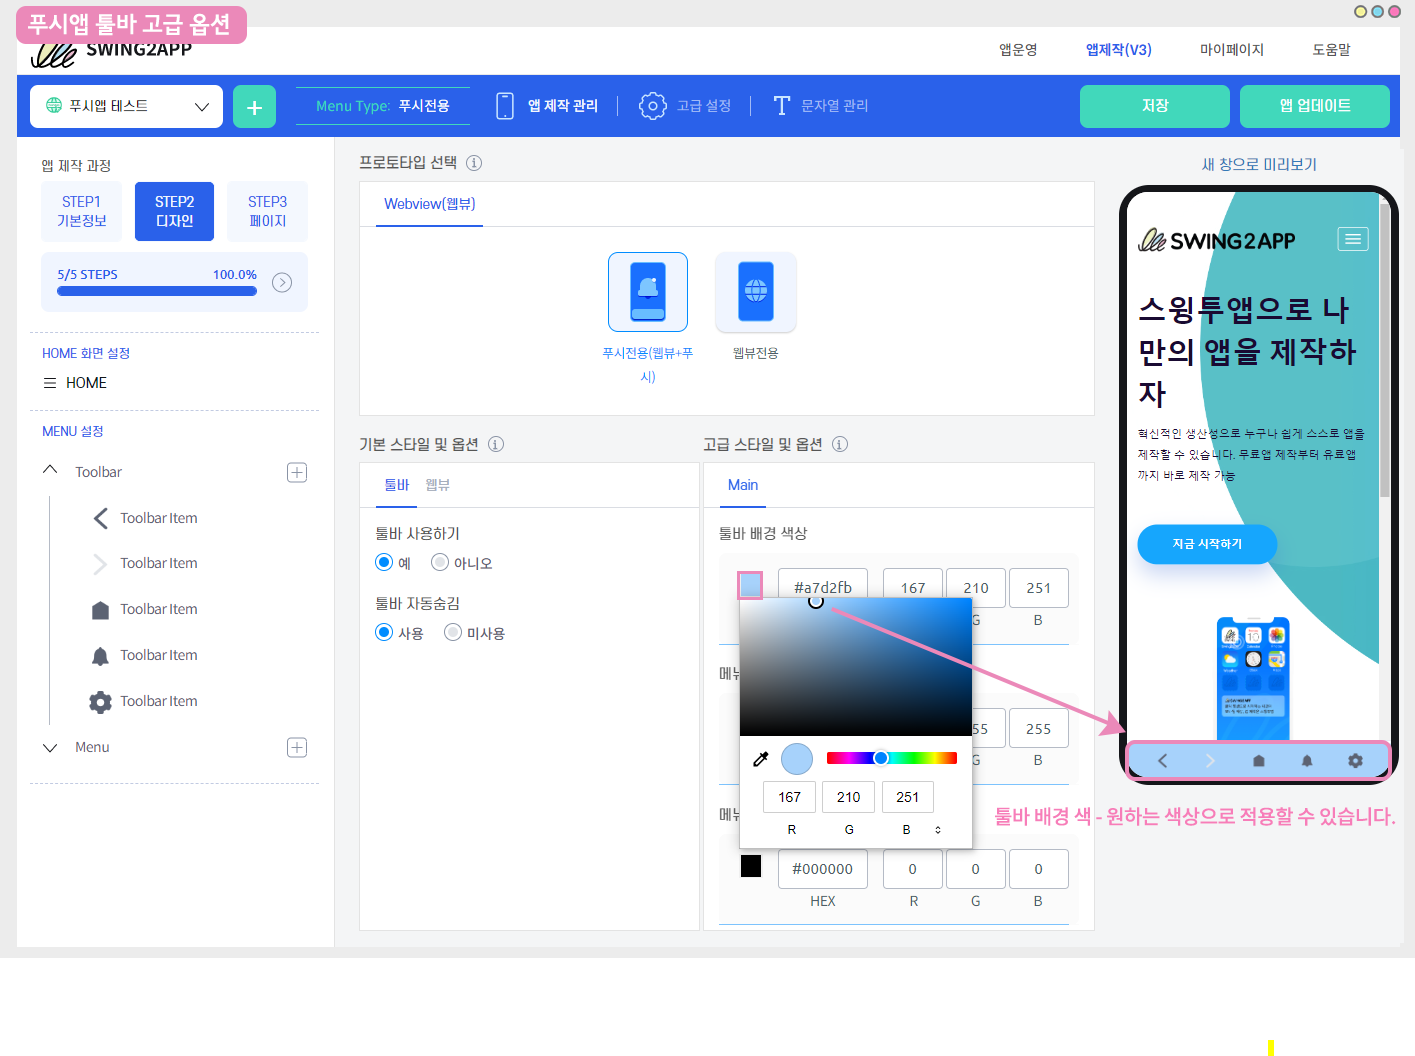 푸시앱 툴바 고급 옵션
SWING2APP
앱운영
앱제작(V3)
마이페이지
도움말
푸시앱 테스트
+
Menu Type: 푸시전용
앱 제작 관리
고급 설정
문자열 관리
저장
앱 업데이트
앱 제작 과정
STEP1
기본정보
STEP2
디자인
STEP3
페이지
5/5 STEPS
100.0%
HOME 화면 설정
HOME
MENU 설정
Toolbar
Toolbar Item
Toolbar Item
Toolbar Item
Toolbar Item
Toolbar Item
Menu
프로토타입 선택
Webview(웹뷰)
푸시전용(웹뷰+푸
시)
웹뷰전용
기본 스타일 및 옵션
툴바 웹뷰
툴바 사용하기
예 아니오
툴바 자동숨김
사용 미사용
고급 스타일 및 옵션
Main
툴바 배경 색상
#a7d2fb 167 210 251
G B
메뉴
55 255
G B
167 210 251
R G B
메뉴
#000000 0 0 0
HEX R G B
새 창으로 미리보기
SWING2APP
스윙투앱으로 나
만의 앱을 제작하
자
혁신적인 생산성으로 누구나 쉽게 스스로 앱을
제작할 수 있습니다. 무료앱 제작부터 유료앱
까지 바로 제작 가능
지금 시작하기
툴바 배경 색 - 원하는 색상으로 적용할 수 있습니다.